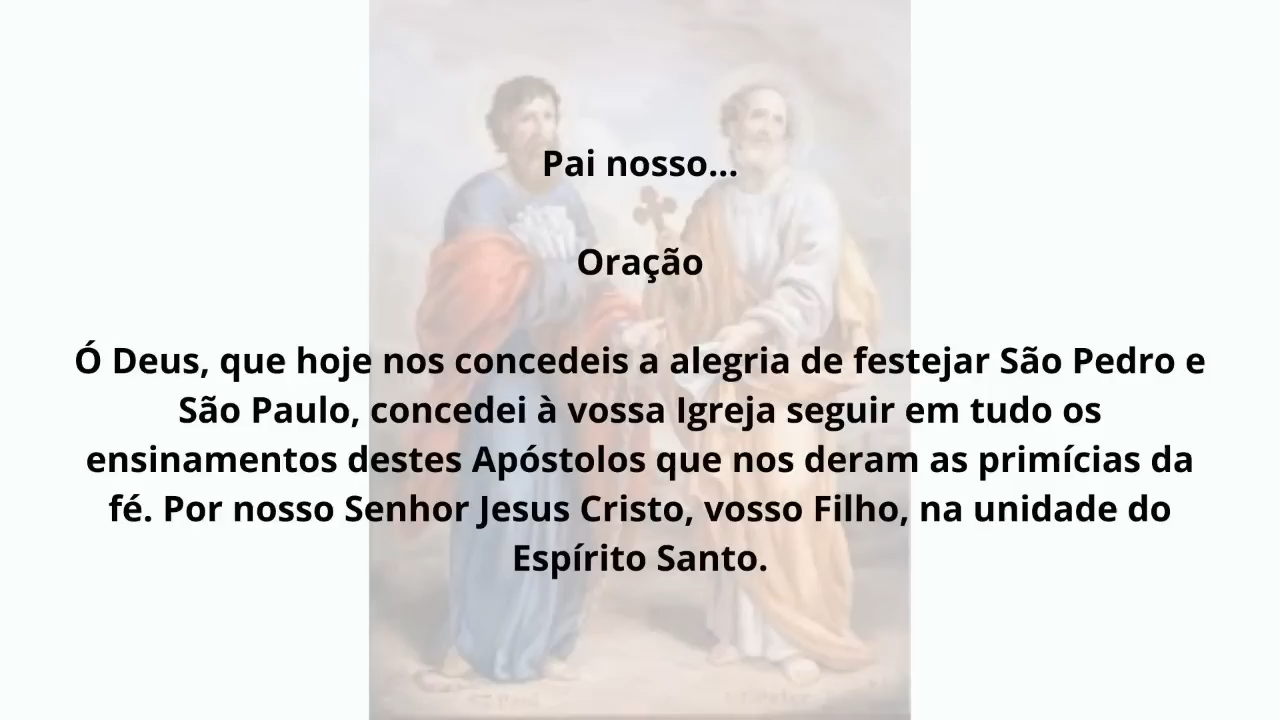 Pai nosso...
Oração
Ó Deus, que hoje nos concedeis a alegria de festejar São Pedro e
São Paulo, concedei à vossa Igreja seguir em tudo os
ensinamentos destes Apóstolos que nos deram as primícias da
fé. Por nosso Senhor Jesus Cristo, vosso Filho, na unidade do
Espírito Santo.